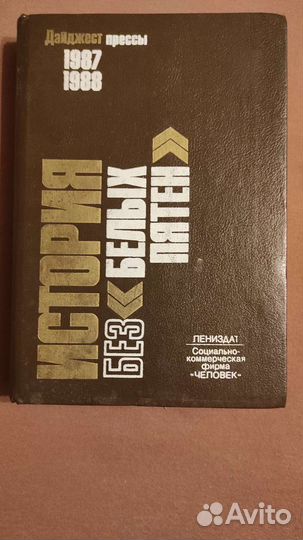 Дайджест прессы
1987
1988
ИСТОРИЯ
БЕЗ «БЕЛЫХ
ПЯТЕН»
ЛЕНИЗДАТ
Социально-
коммерческая
фирма
«ЧЕЛОВЕК»
Avito